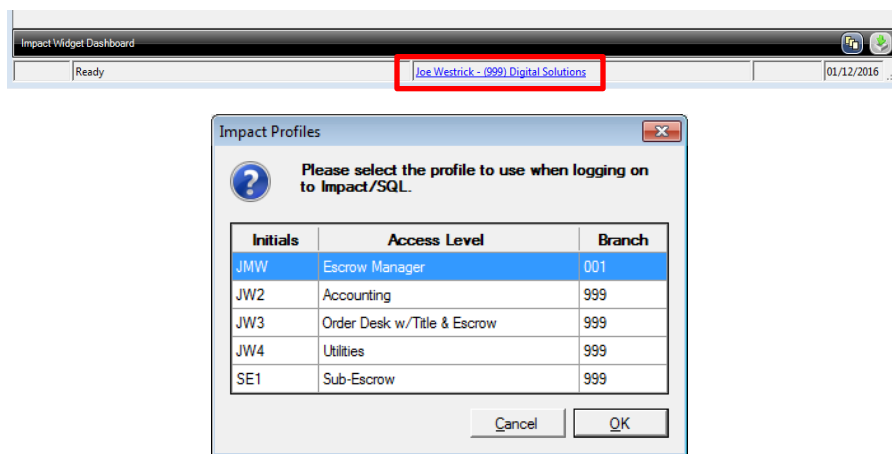 Impact Widget Dashboard
Ready Joe Westrick - (999) Digital Solutions 01/12/2016
Impact Profiles
Please select the profile to use when logging on
to Impact/SQL.
Initials Access Level Branch
JMW Escrow Manager 001
JW2 Accounting 999
JW3 Order Desk w/Title & Escrow 999
JW4 Utilities 999
SE1 Sub-Escrow 999
Cancel OK